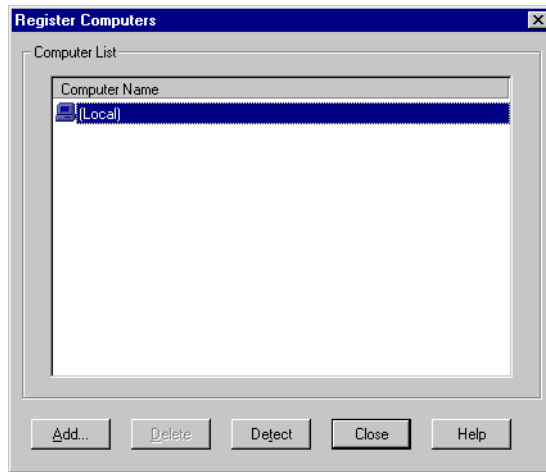 Register Computers
Computer List
Computer Name
(Local)
Add... Delete Detect Close Help